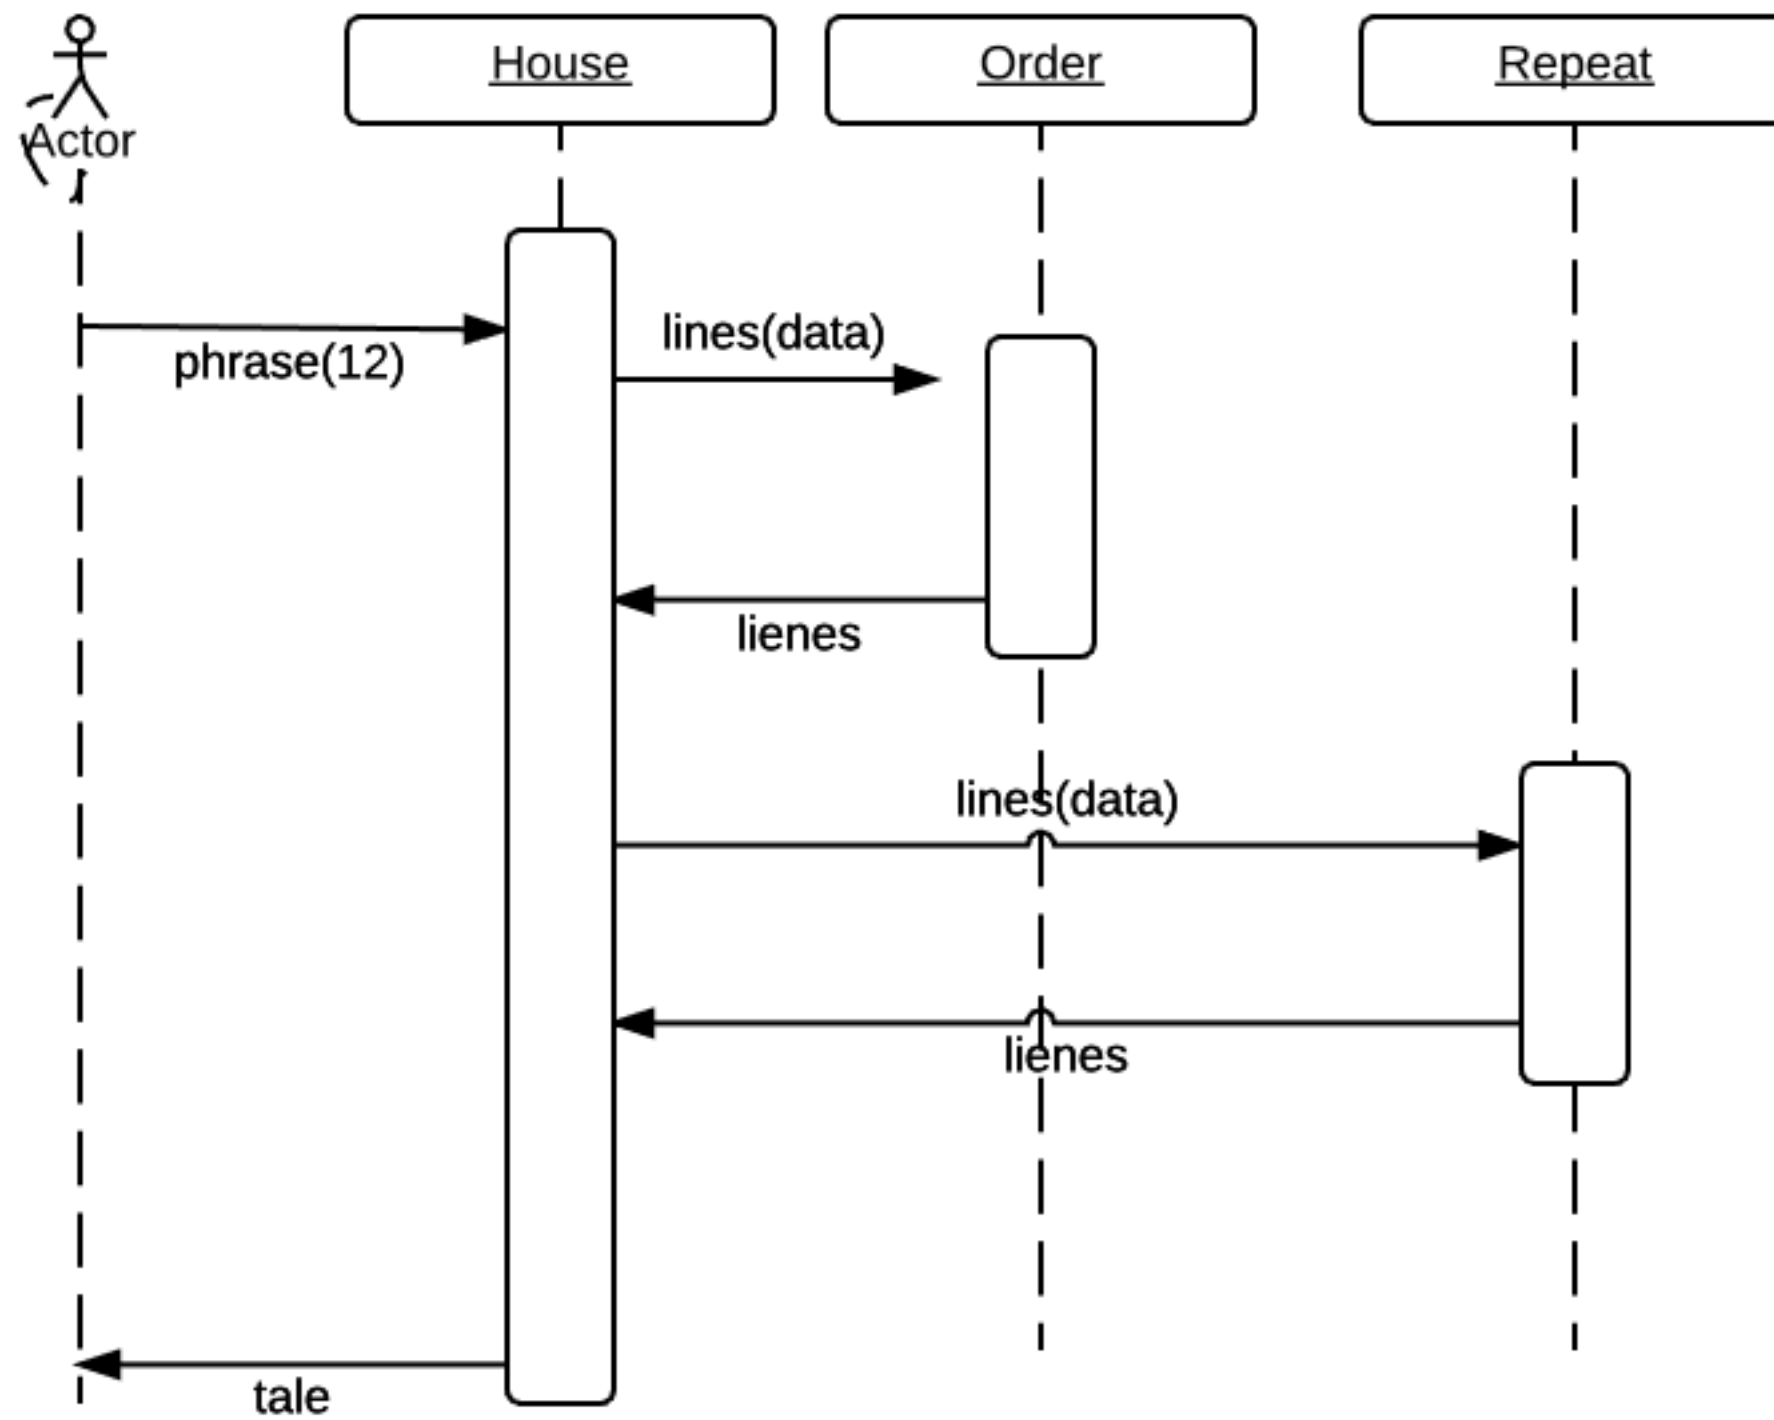 Actor
House
Order
Repeat
phrase(12)
lines(data)
lienes
lines(data)
lienes
tale